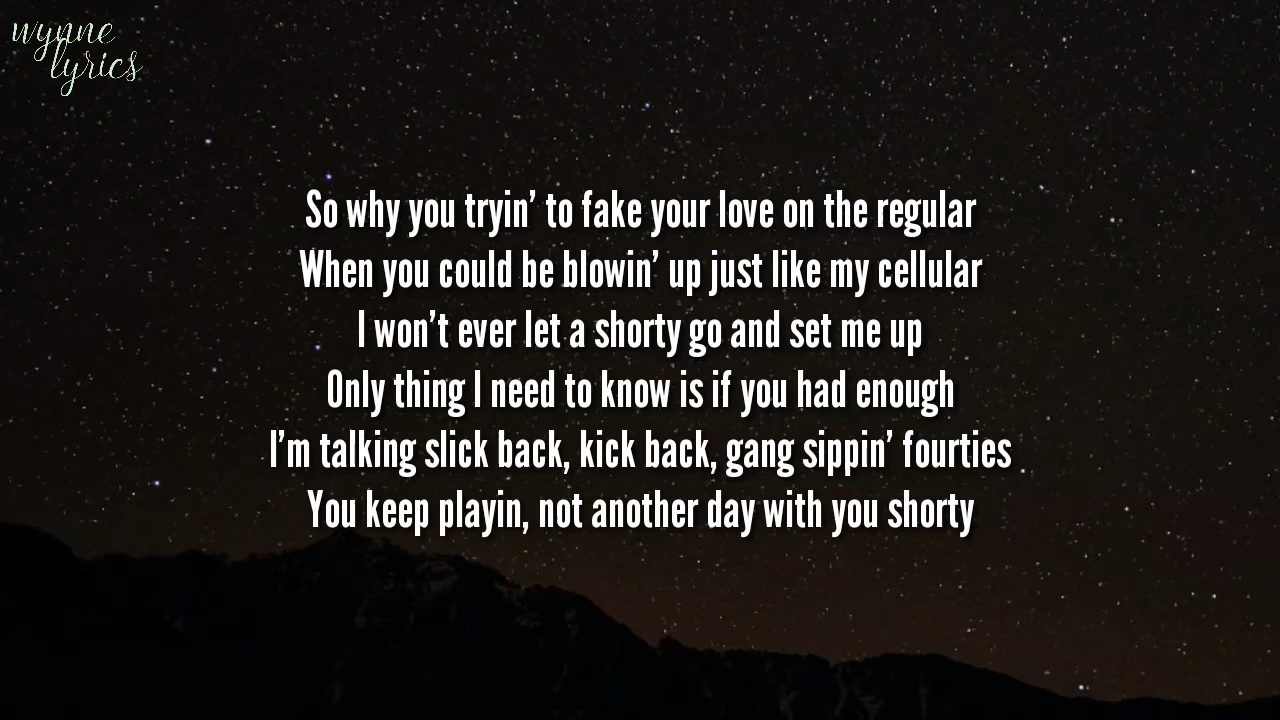 wynne
lyrics
So why you tryin’ to fake your love on the regular
When you could be blowin’ up just like my cellular
I won’t ever let a shorty go and set me up
Only thing I need to know is if you had enough
I’m talking slick back, kick back, gang sippin’ fourties
You keep playin, not another day with you shorty